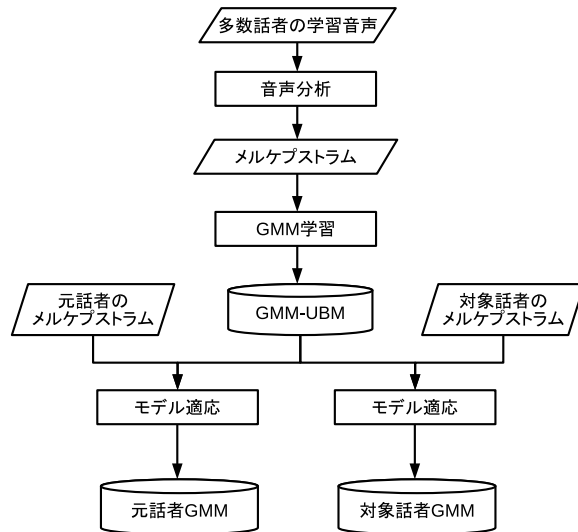 多数話者の学習音声
音声分析
メルケプストラム
GMM学習
元話者の
メルケプストラム
GMM-UBM
対象話者の
メルケプストラム
モデル適応
モデル適応
元話者GMM
対象話者GMM